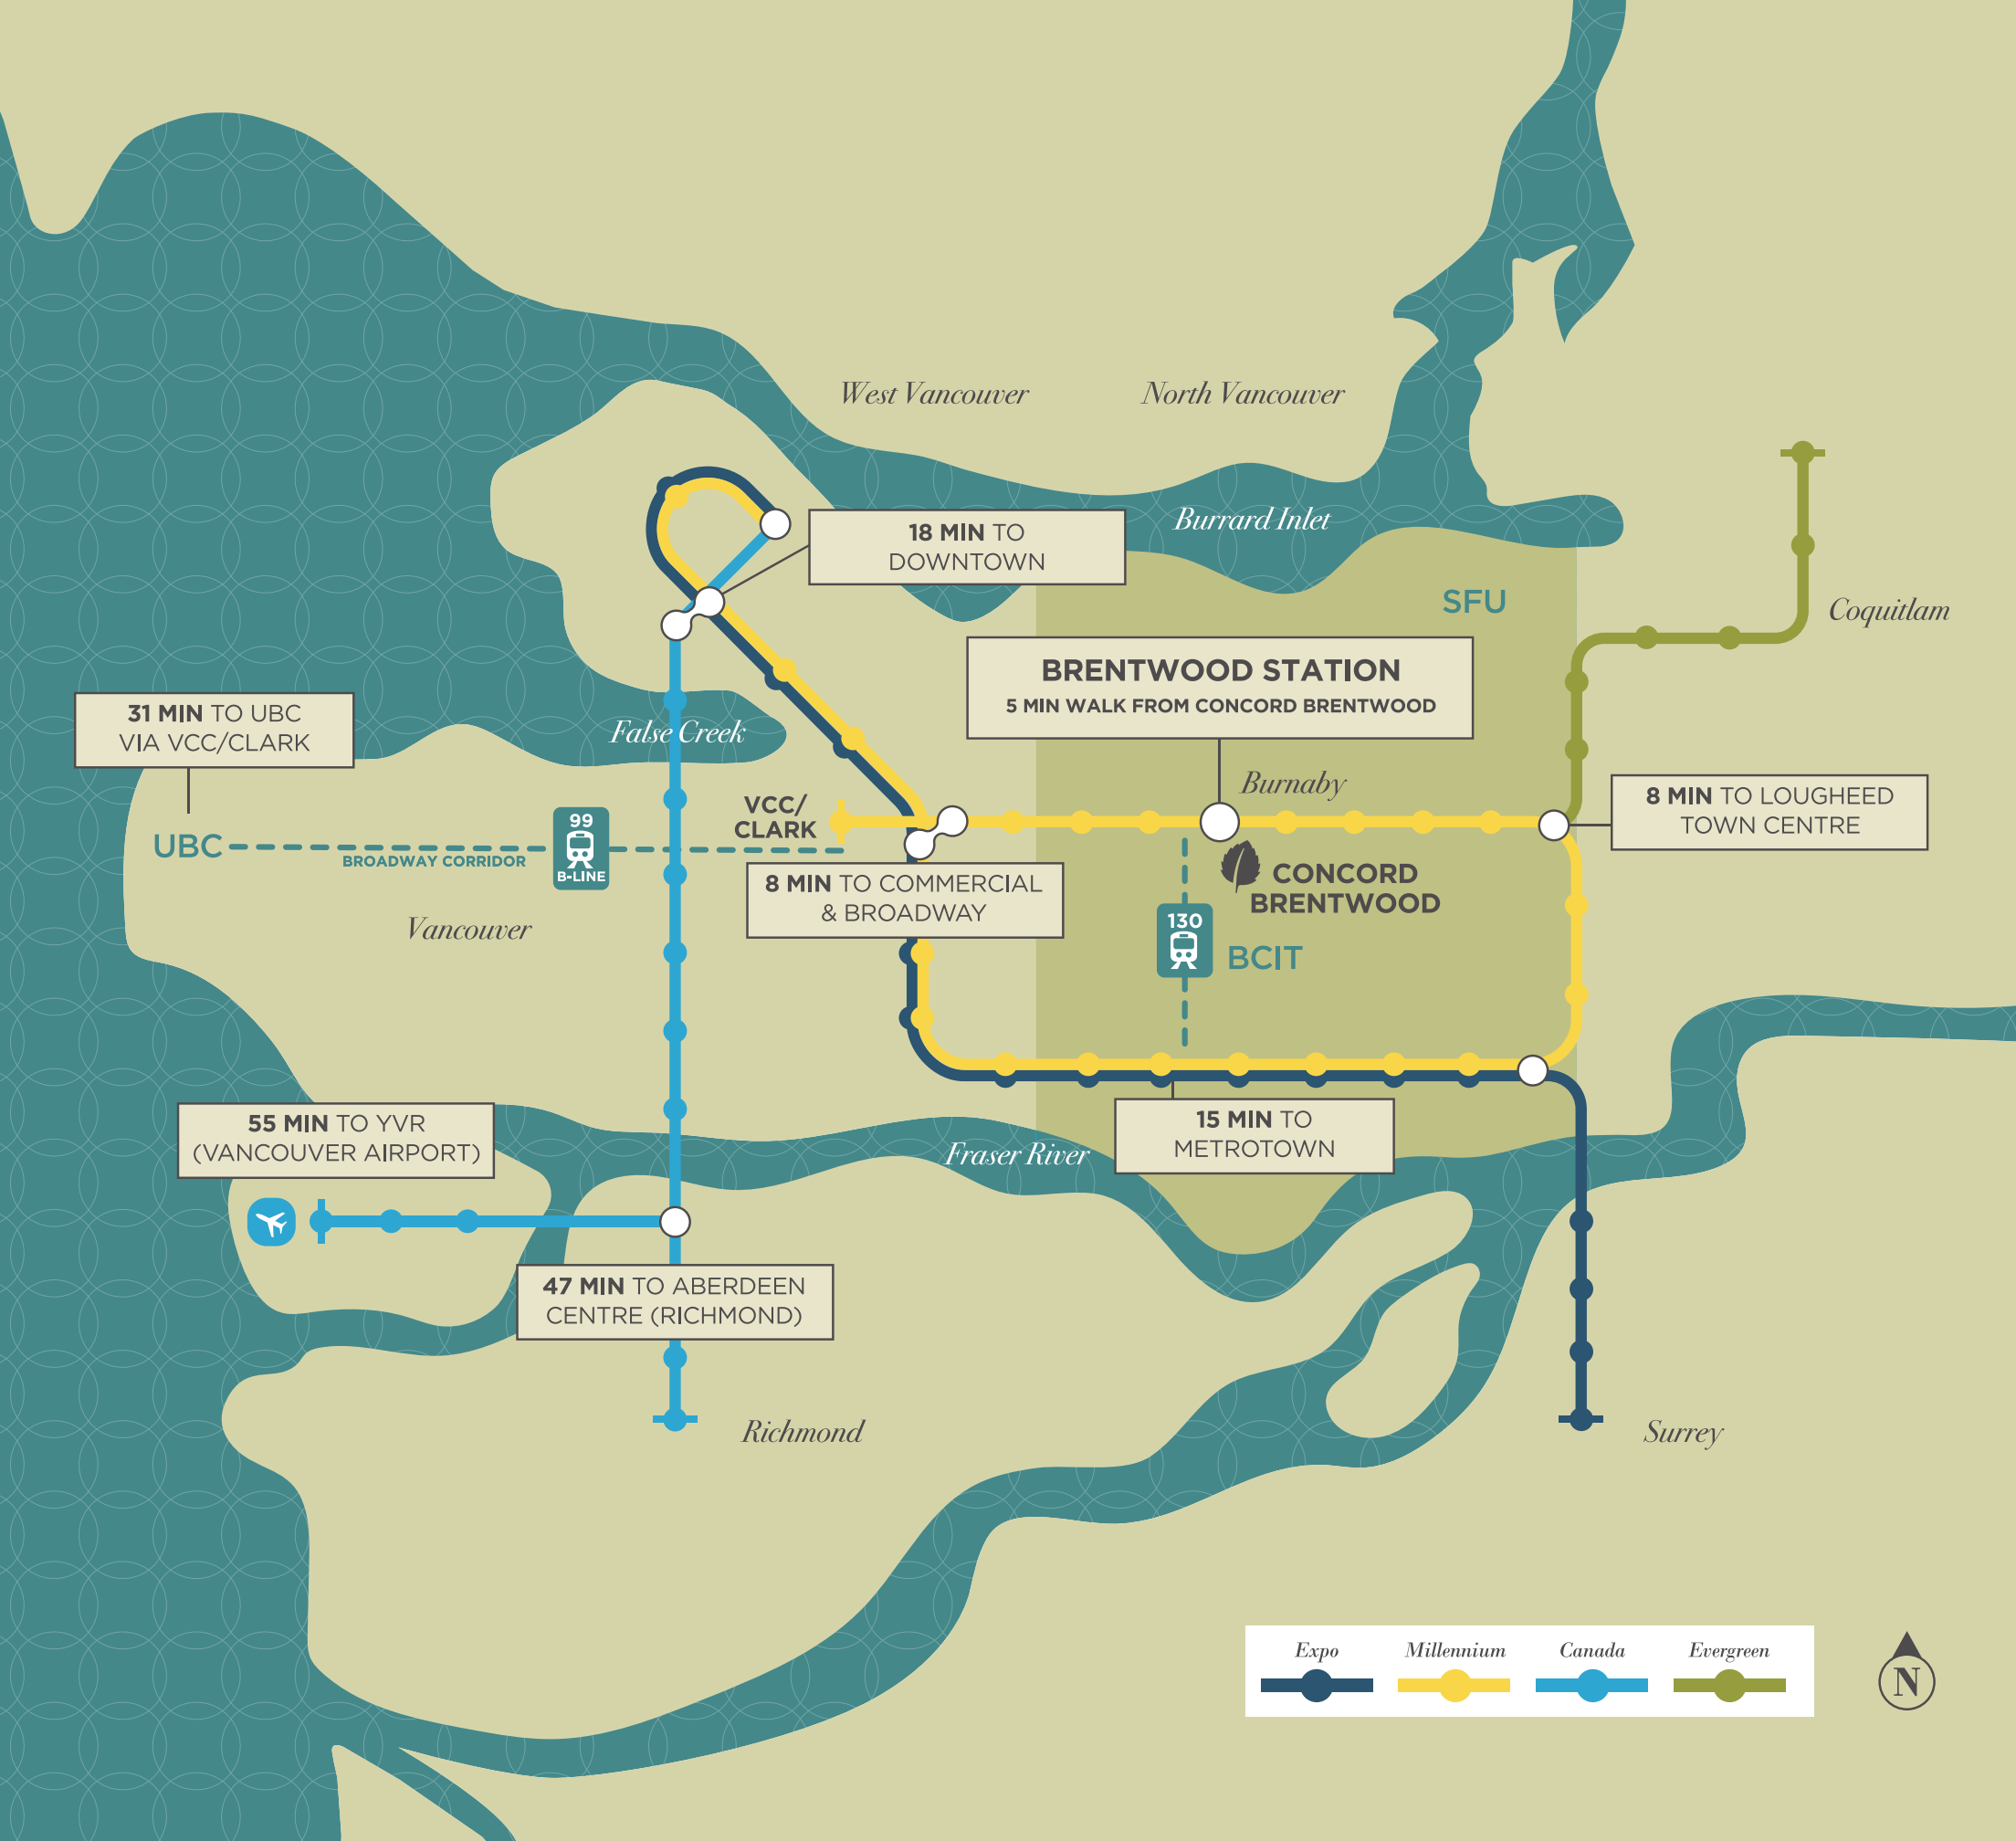 West Vancouver
North Vancouver
Burrard Inlet
18 MIN TO
DOWNTOWN
SFU
Coquitlam
BRENTWOOD STATION
5 MIN WALK FROM CONCORD BRENTWOOD
31 MIN TO UBC
VIA VCC/CLARK
False Creek
Burnaby
8 MIN TO LOUGHEED
TOWN CENTRE
VCC/
CLARK
UBC
BROADWAY CORRIDOR
99
B-LINE
8 MIN TO COMMERCIAL
& BROADWAY
CONCORD
BRENTWOOD
130
BCIT
Vancouver
55 MIN TO YVR
(VANCOUVER AIRPORT)
15 MIN TO
METROTOWN
Fraser River
47 MIN TO ABERDEEN
CENTRE (RICHMOND)
Richmond
Surrey
Expo
Millennium
Canada
Evergreen
N